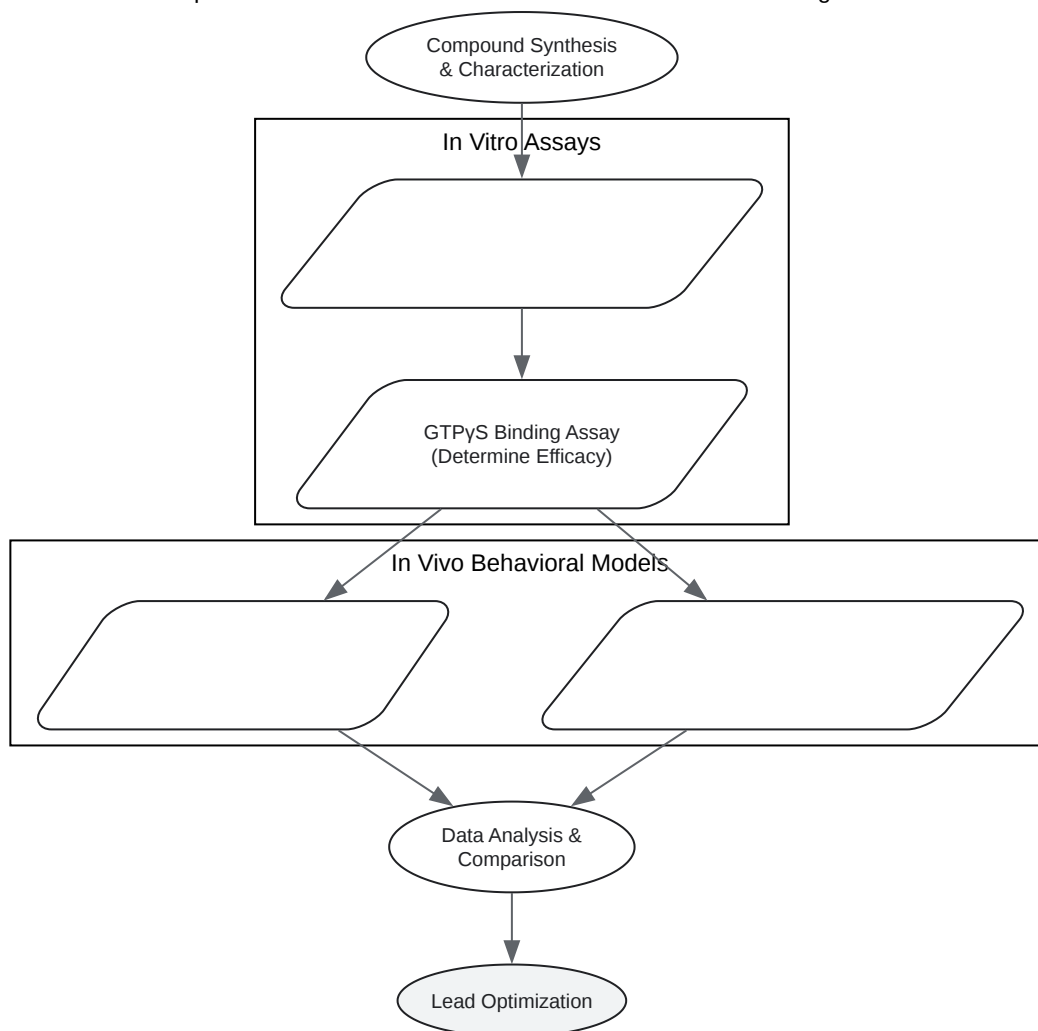 Compound Synthesis
& Characterization
In Vitro Assays
GTPγS Binding Assay
(Determine Efficacy)
In Vivo Behavioral Models
Data Analysis &
Comparison
Lead Optimization